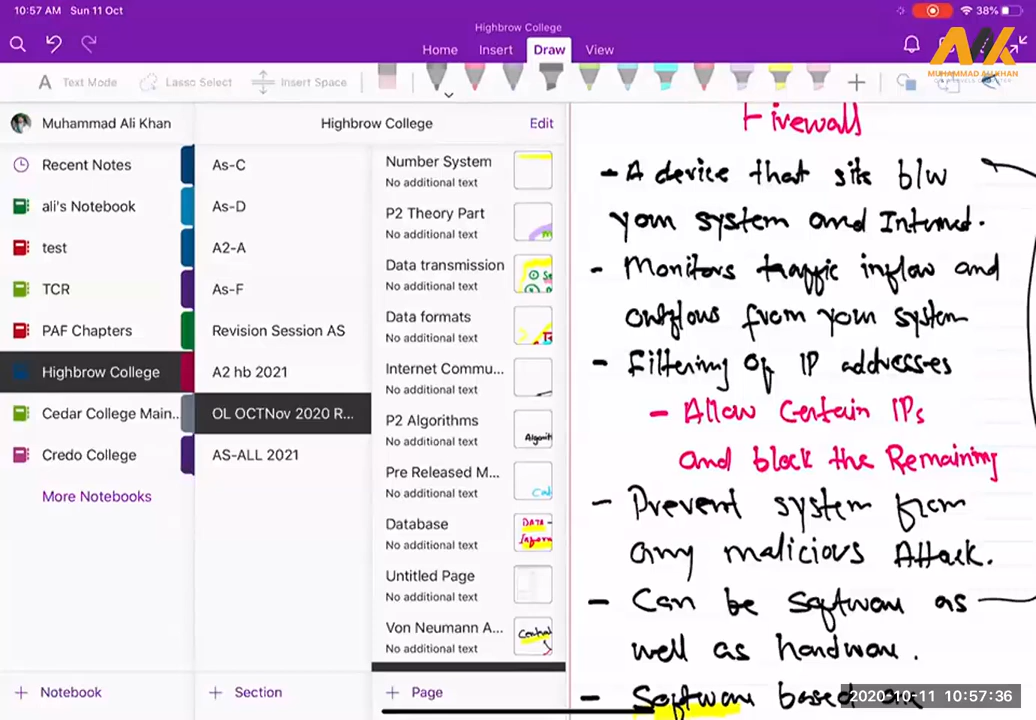 10:57 AM Sun 11 Oct
38%
Highbrow College
Home Insert Draw View
MUHAMMAD ALI KHAN
Text Mode Lasso Select Insert Space
Muhammad Ali Khan
Recent Notes
ali's Notebook
test
TCR
PAF Chapters
Highbrow College
Cedar College Main..
Credo College
More Notebooks
+ Notebook
As-C
As-D
A2-A
As-F
Revision Session AS
A2 hb 2021
OL OCTNov 2020 R...
AS-ALL 2021
+ Section
Highbrow College Edit
Number System
No additional text
P2 Theory Part
No additional text
Data transmission
No additional text
Data formats
No additional text
Internet Commu...
No additional text
P2 Algorithms
No additional text
Algorith
Pre Released M...
No additional text
Database
No additional text
DATA -
Inform
Untitled Page
No additional text
Von Neumann A...
No additional text
Central
+ Page
Firewall
- A device that sits b/w
your system and Internet.
- Monitors traffic inflow and
outflows from your system
- Filtering of IP addresses
- Allow Certain IPs
and block the Remaining
- Prevent system from
any malicious Attack.
- Can be Software as
well as hardware.
- Software based
2020-10-11 10:57:36